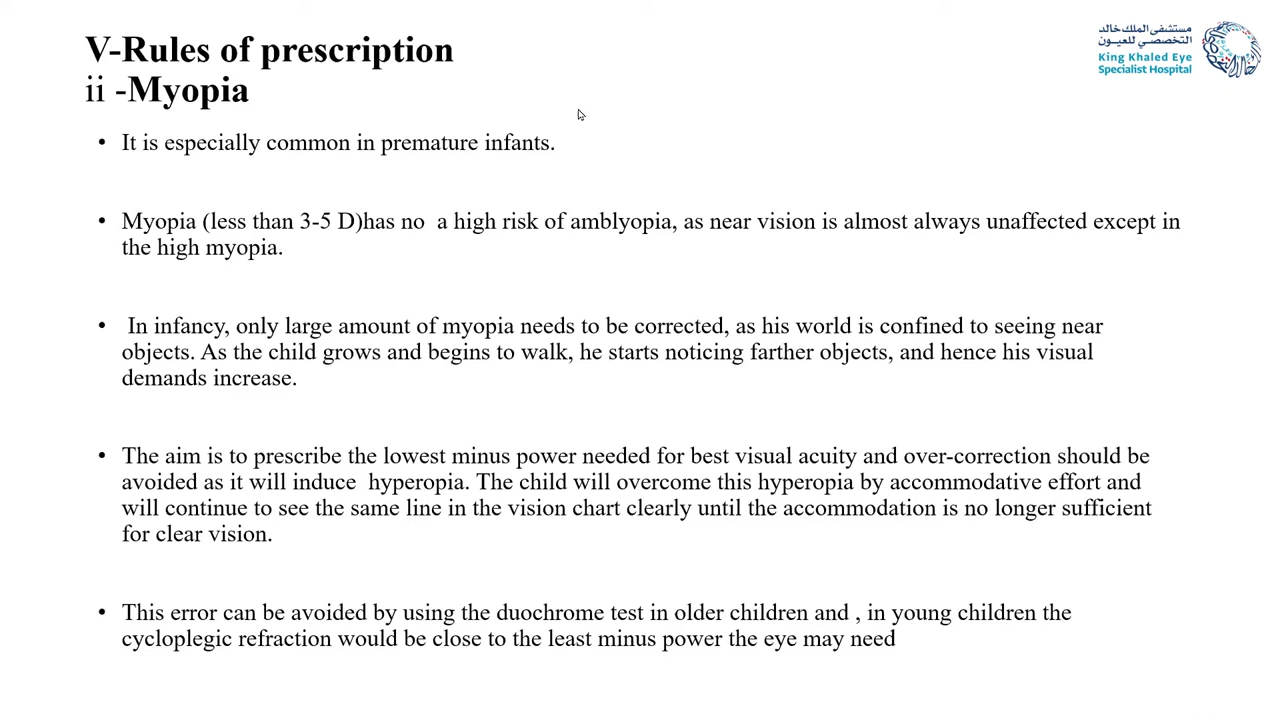 V-Rules of prescription
ii -Myopia
مستشفى الملك خالد
التخصصي للعيون
King Khaled Eye
Specialist Hospital
• It is especially common in premature infants.
• Myopia (less than 3-5 D)has no  a high risk of amblyopia, as near vision is almost always unaffected except in
the high myopia.
• In infancy, only large amount of myopia needs to be corrected, as his world is confined to seeing near
objects. As the child grows and begins to walk, he starts noticing farther objects, and hence his visual
demands increase.
• The aim is to prescribe the lowest minus power needed for best visual acuity and over-correction should be
avoided as it will induce  hyperopia. The child will overcome this hyperopia by accommodative effort and
will continue to see the same line in the vision chart clearly until the accommodation is no longer sufficient
for clear vision.
• This error can be avoided by using the duochrome test in older children and , in young children the
cycloplegic refraction would be close to the least minus power the eye may need